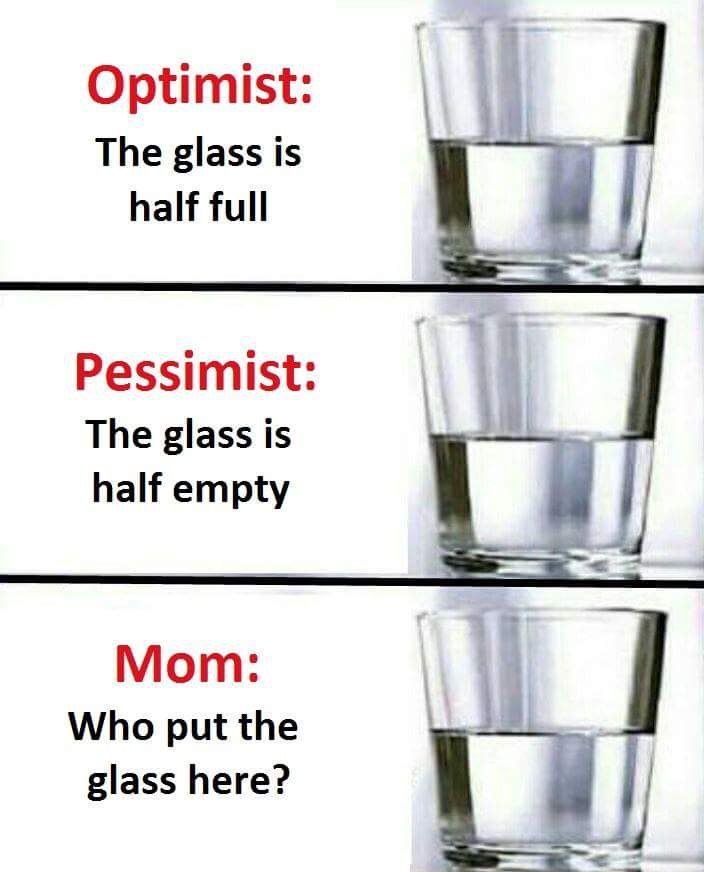 Optimist:
The glass is
half full
Pessimist:
The glass is
half empty
Mom:
Who put the
glass here?